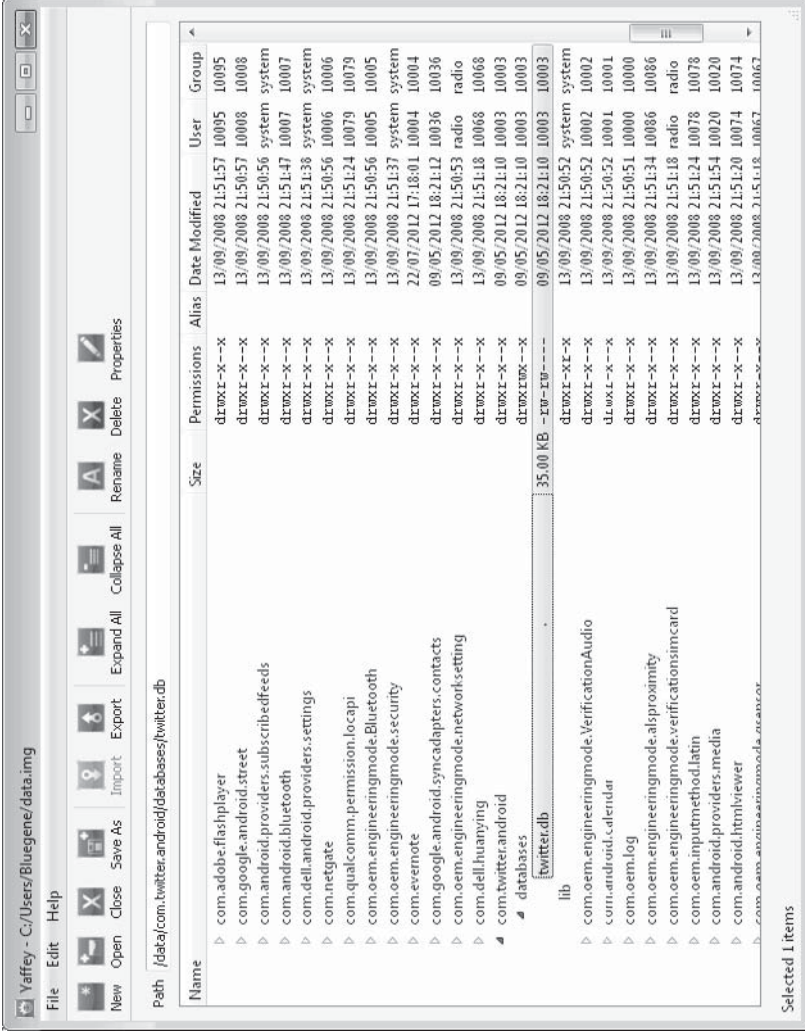 Yaffey - C:/Users/Bluegene/data.img
File Edit Help
New Open Close Save As Import Export Expand All Collapse All Rename Delete Properties
Path /data/com.twitter.android/databases/twitter.db
Name Size Permissions Alias Date Modified User Group
com.adobe.flashplayer drwxr-x--x 13/09/2008 21:51:57 10095 10095
com.google.android.street drwxr-x--x 13/09/2008 21:50:57 10008 10008
com.android.providers.subscribedfeeds drwxr-x--x 13/09/2008 21:50:56 system system
com.android.bluetooth drwxr-x--x 13/09/2008 21:51:47 10007 10007
com.dell.android.providers.settings drwxr-x--x 13/09/2008 21:51:38 system system
com.netgate drwxr-x--x 13/09/2008 21:50:56 10006 10006
com.qualcomm.permission.locapi drwxr-x--x 13/09/2008 21:51:24 10079 10079
com.oem.engineeringmode.Bluetooth drwxr-x--x 13/09/2008 21:50:56 10005 10005
com.oem.engineeringmode.security drwxr-x--x 13/09/2008 21:51:37 system system
com.evernote drwxr-x--x 22/07/2012 17:18:01 10004 10004
com.google.android.syncadapters.contacts drwxr-x--x 09/05/2012 18:21:12 10036 10036
com.oem.engineeringmode.networksetting drwxr-x--x 13/09/2008 21:50:53 radio radio
com.dell.huanying drwxr-x--x 13/09/2008 21:51:18 10068 10068
com.twitter.android drwxr-x--x 09/05/2012 18:21:10 10003 10003
databases drwxrwx--x 09/05/2012 18:21:10 10003 10003
twitter.db 35.00 KB -rw-rw---- 09/05/2012 18:21:10 10003 10003
lib drwxr-xr-x 13/09/2008 21:50:52 system system
com.oem.engineeringmode.VerificationAudio drwxr-x--x 13/09/2008 21:50:52 10002 10002
com.android.calendar drwxr-x--x 13/09/2008 21:50:52 10001 10001
com.oem.log drwxr-x--x 13/09/2008 21:50:51 10000 10000
com.oem.engineeringmode.alsproximity drwxr-x--x 13/09/2008 21:51:34 10086 10086
com.oem.engineeringmode.verificationsimcard drwxr-x--x 13/09/2008 21:51:18 radio radio
com.oem.inputmethod.latin drwxr-x--x 13/09/2008 21:51:24 10078 10078
com.android.providers.media drwxr-x--x 13/09/2008 21:51:54 10020 10020
com.android.htmlviewer drwxr-x--x 13/09/2008 21:51:20 10074 10074
com.oem.engineeringmode.gsensor drwxr-x--x 13/09/2008 21:51:18 10067 10067
Selected 1 items